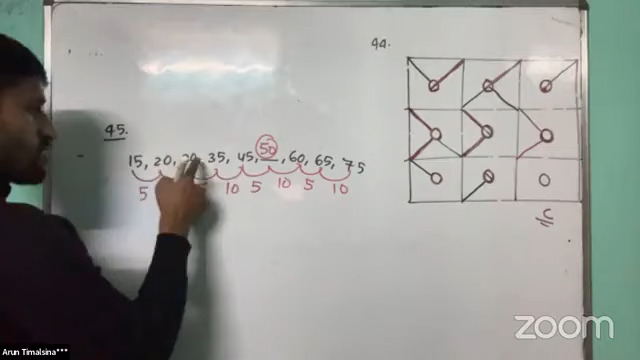 44.
45.
15, 20, 30, 35, 45, 50, 60, 65, 75
5 10 5 10 5 10
C
zoom
Arun Timalsina***